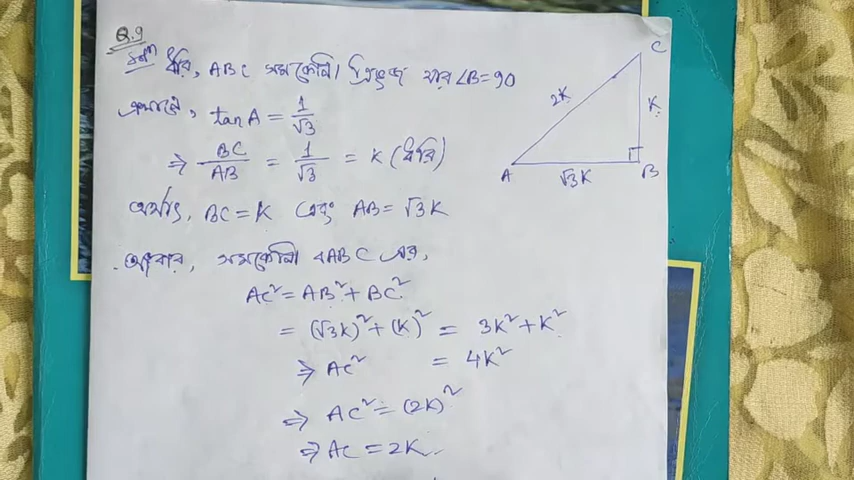 Q.9
ধরি, ABC সমকোণী ত্রিভুজ যার ∠B=90
এখানে, tan A = 1/√3
⇒ BC/AB = 1/√3 = K (ধরি)
অর্থাৎ, BC = K এবং AB = √3K
আবার, সমকোণী ABC এর,
AC² = AB² + BC²
= (√3K)² + (K)² = 3K² + K²
⇒ AC² = 4K²
⇒ AC² = (2K)²
⇒ AC = 2K
C
2K
K
A
√3K
B